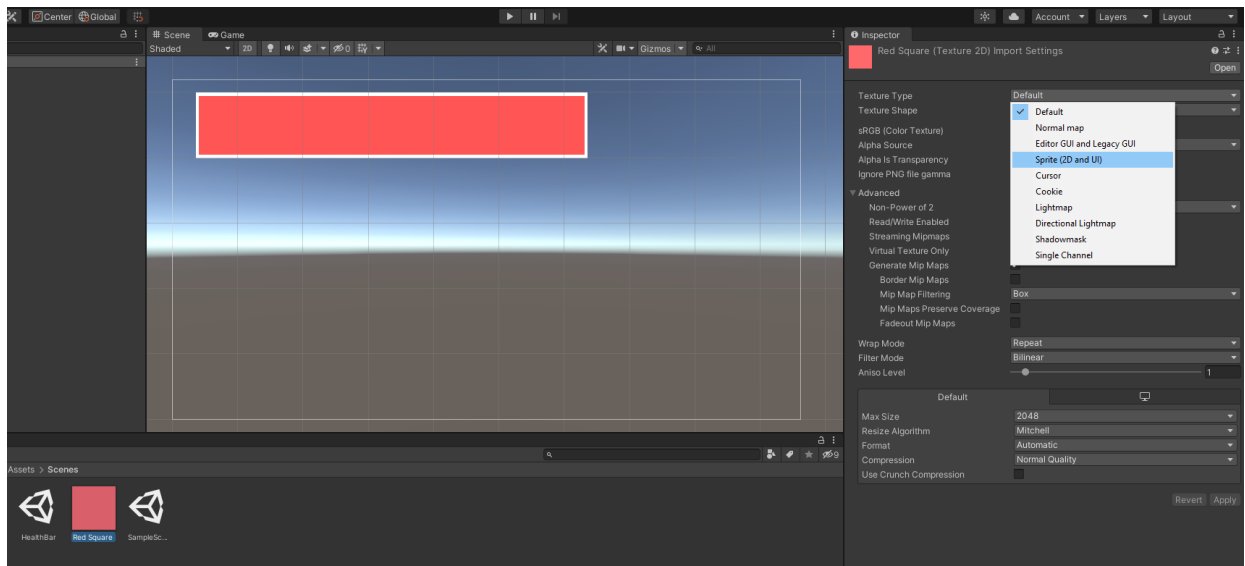 Center Global Account Layers Layout
Scene Game
Shaded 2D 0 Gizmos All
Inspector
Red Square (Texture 2D) Import Settings
Open
Texture Type Default
Texture Shape
Default
Normal map
sRGB (Color Texture)
Alpha Source
Editor GUI and Legacy GUI
Alpha Is Transparency
Sprite (2D and UI)
Ignore PNG file gamma
Cursor
Advanced
Cookie
Non-Power of 2
Lightmap
Read/Write Enabled
Directional Lightmap
Streaming Mipmaps
Shadowmask
Virtual Texture Only
Single Channel
Generate Mip Maps
Border Mip Maps
Mip Map Filtering Box
Mip Maps Preserve Coverage
Fadeout Mip Maps
Wrap Mode Repeat
Filter Mode Bilinear
Aniso Level 1
Default
Max Size 2048
Resize Algorithm Mitchell
Format Automatic
Compression Normal Quality
Use Crunch Compression
Revert Apply
9
Assets > Scenes
HealthBar Red Square SampleSc...